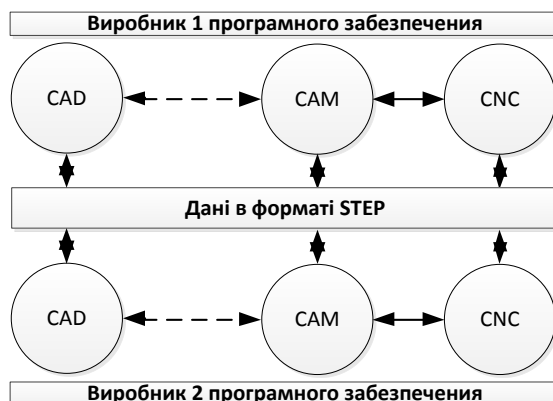 Виробник 1 програмного забезпечення
CAD CAM CNC
Дані в форматі STEP
CAD CAM CNC
Виробник 2 програмного забезпечення